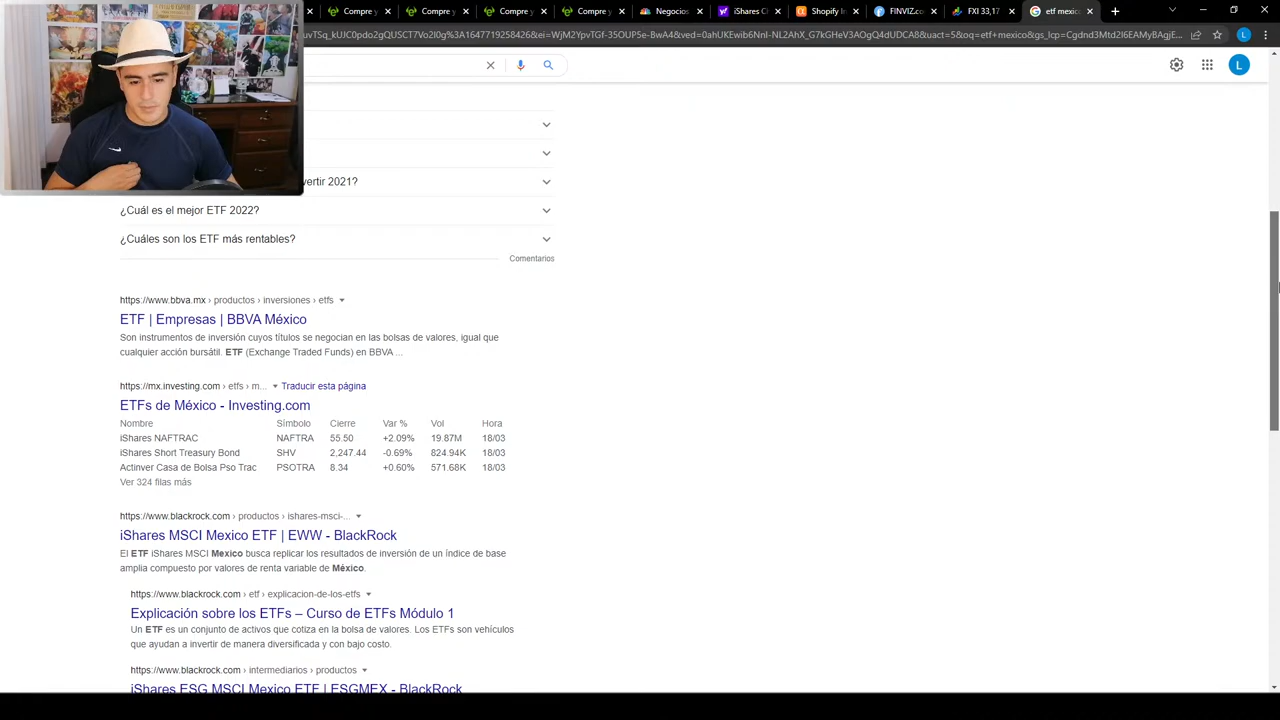 Compre y
Compre y
Compre y
Compre y
Negocios
iShares C
Shopify In
FINVIZ.co
FXI 33,17
etf mexico
L
L
vertir 2021?
¿Cuál es el mejor ETF 2022?
¿Cuáles son los ETF más rentables?
Comentarios
https://www.bbva.mx › productos › inversiones › etfs
ETF | Empresas | BBVA México
Son instrumentos de inversión cuyos títulos se negocian en las bolsas de valores, igual que
cualquier acción bursátil. ETF (Exchange Traded Funds) en BBVA ...
https://mx.investing.com › etfs › m... Traducir esta página
ETFs de México - Investing.com
Nombre Símbolo Cierre Var % Vol Hora
iShares NAFTRAC NAFTRA 55.50 +2.09% 19.87M 18/03
iShares Short Treasury Bond SHV 2,247.44 -0.69% 824.94K 18/03
Actinver Casa de Bolsa Pso Trac PSOTRA 8.34 +0.60% 571.68K 18/03
Ver 324 filas más
https://www.blackrock.com › productos › ishares-msci-...
iShares MSCI Mexico ETF | EWW - BlackRock
El ETF iShares MSCI Mexico busca replicar los resultados de inversión de un índice de base
amplia compuesto por valores de renta variable de México.
https://www.blackrock.com › etf › explicacion-de-los-etfs
Explicación sobre los ETFs – Curso de ETFs Módulo 1
Un ETF es un conjunto de activos que cotiza en la bolsa de valores. Los ETFs son vehículos
que ayudan a invertir de manera diversificada y con bajo costo.
https://www.blackrock.com › intermediarios › productos
iShares ESG MSCI Mexico ETF | ESGMEX - BlackRock